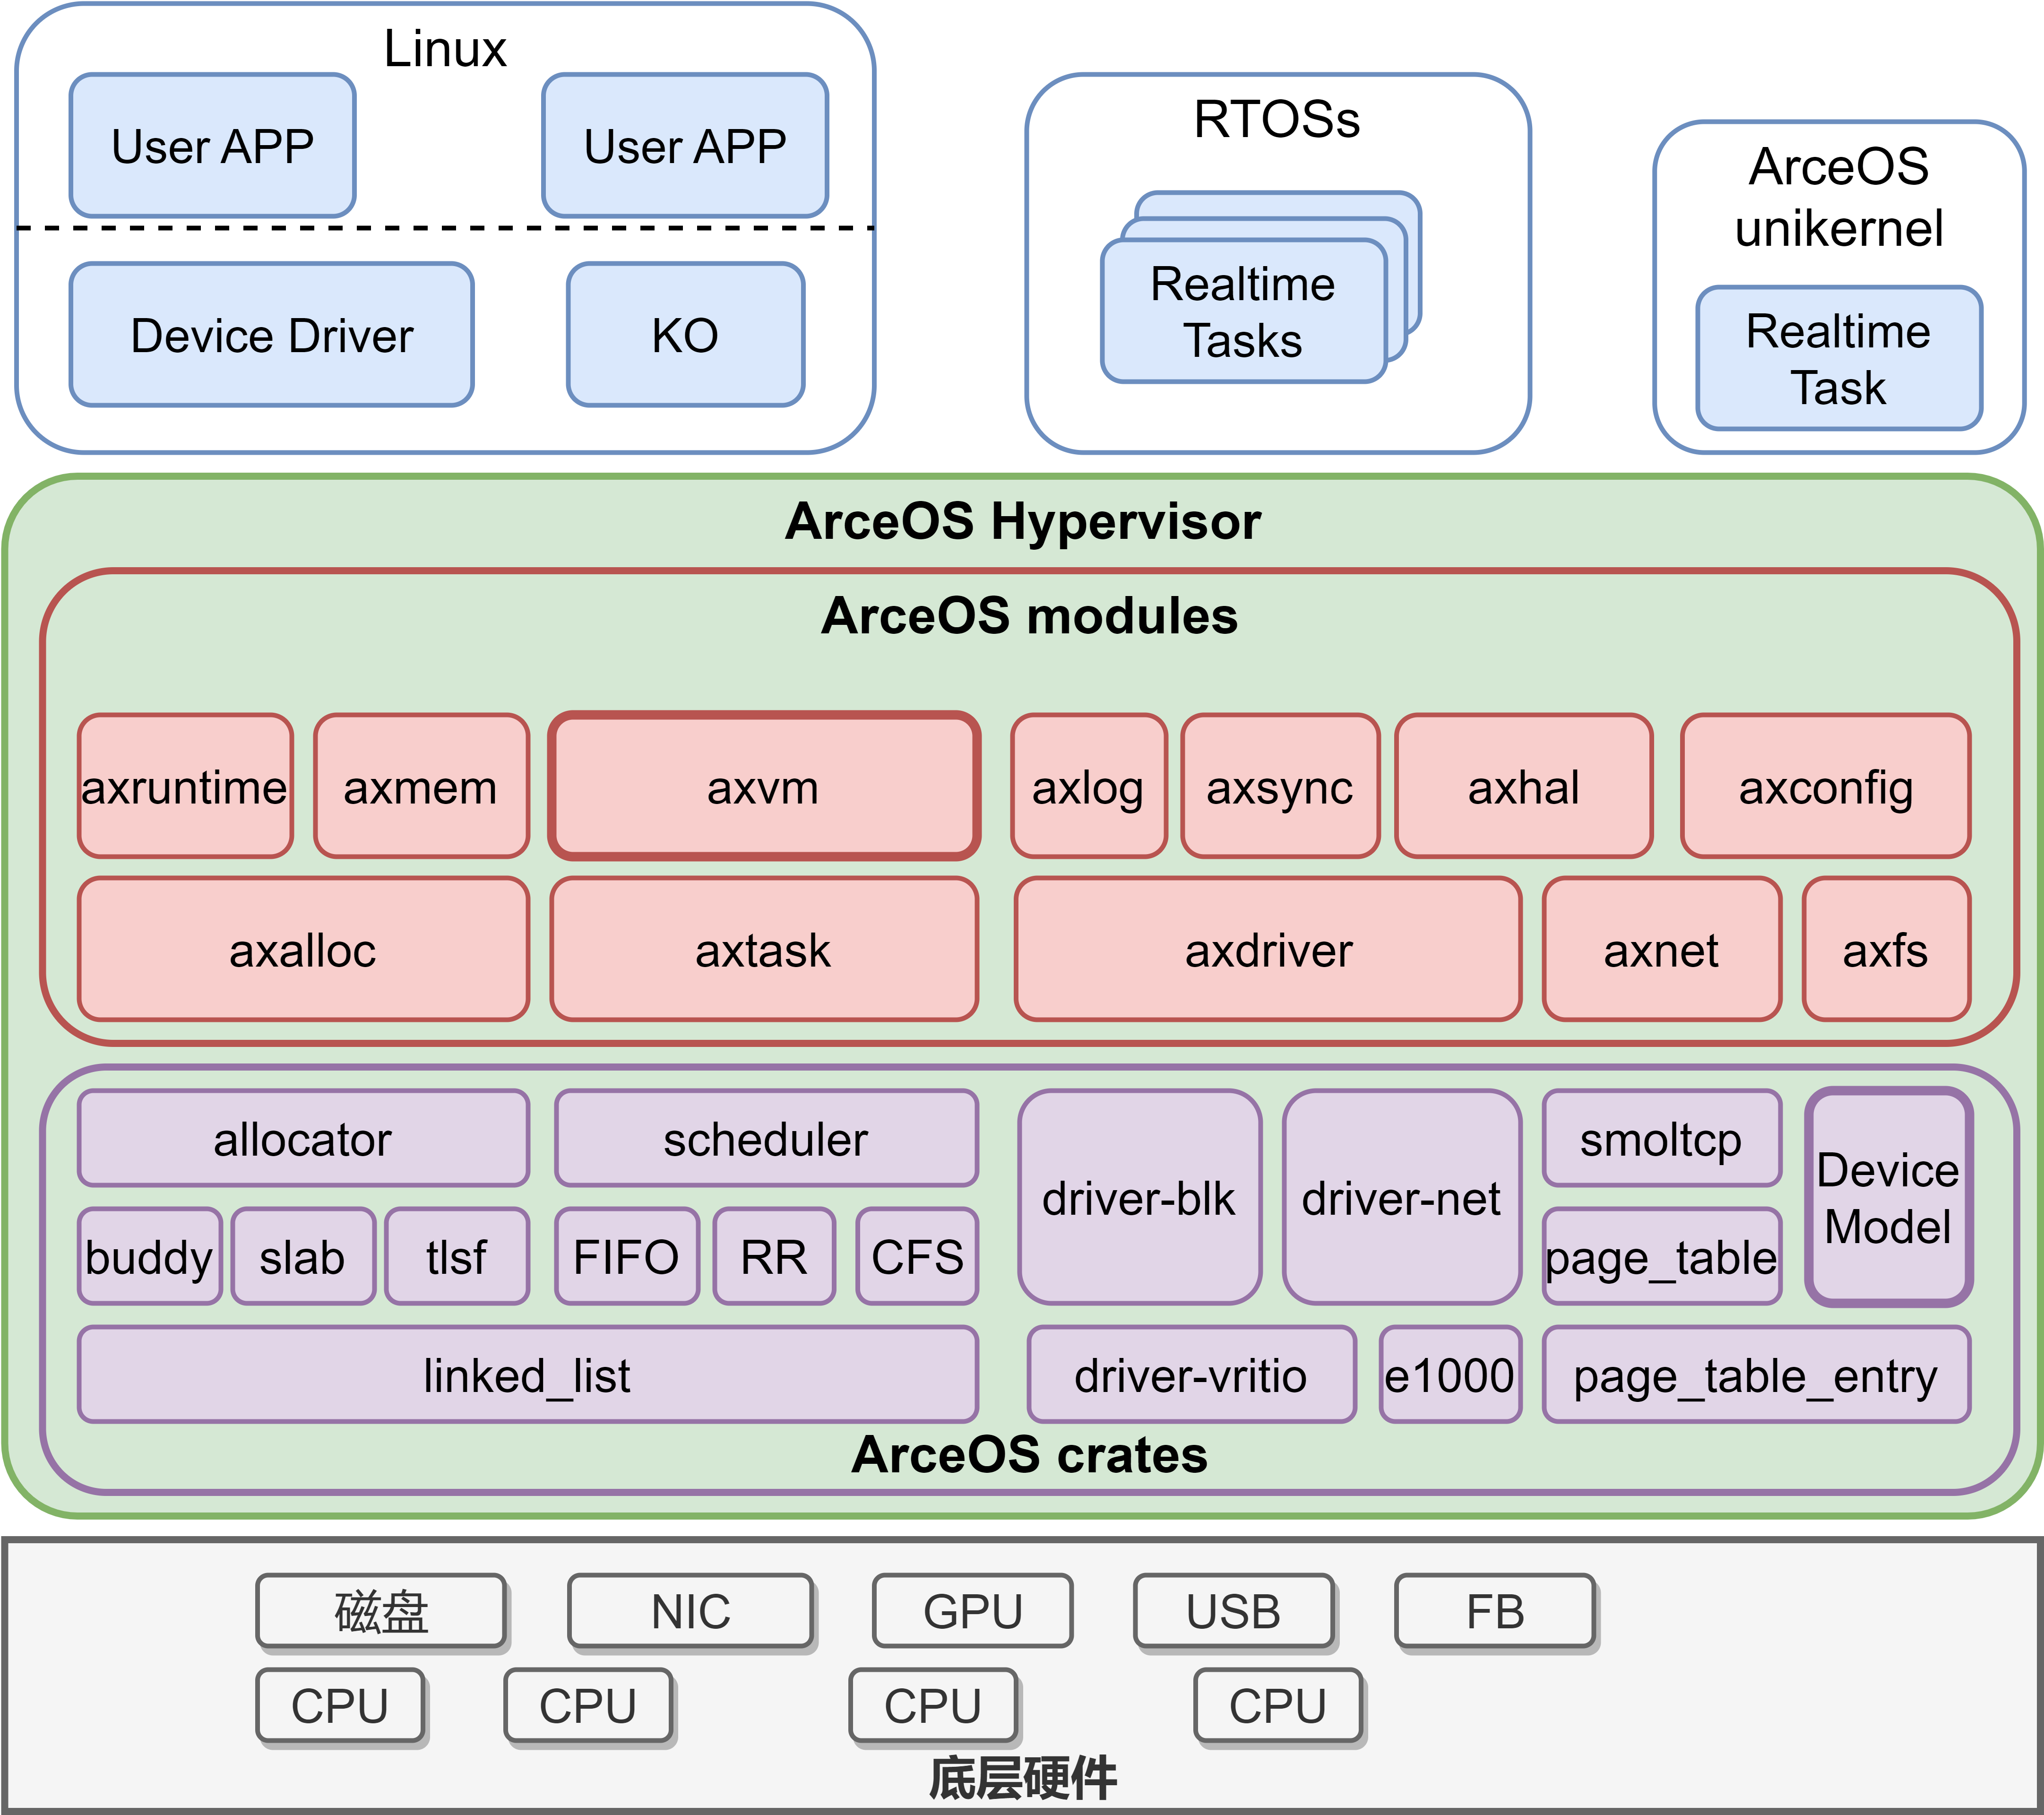 Linux
User APP
User APP
Device Driver
KO
RTOSs
Realtime
Tasks
ArceOS
unikernel
Realtime
Task
ArceOS Hypervisor
ArceOS modules
axruntime
axmem
axvm
axlog
axsync
axhal
axconfig
axalloc
axtask
axdriver
axnet
axfs
allocator
scheduler
driver-blk
driver-net
smoltcp
Device
Model
buddy
slab
tlsf
FIFO
RR
CFS
page_table
linked_list
driver-vritio
e1000
page_table_entry
ArceOS crates
磁盘
NIC
GPU
USB
FB
CPU
CPU
CPU
CPU
底层硬件